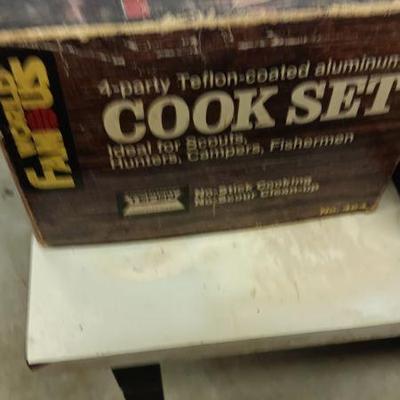 WORLD
FAMOUS
4-party Teflon-coated aluminum
COOK SET
Ideal for Scouts,
Hunters, Campers, Fishermen
No-Stick Cooking
No-Scour Cleanup